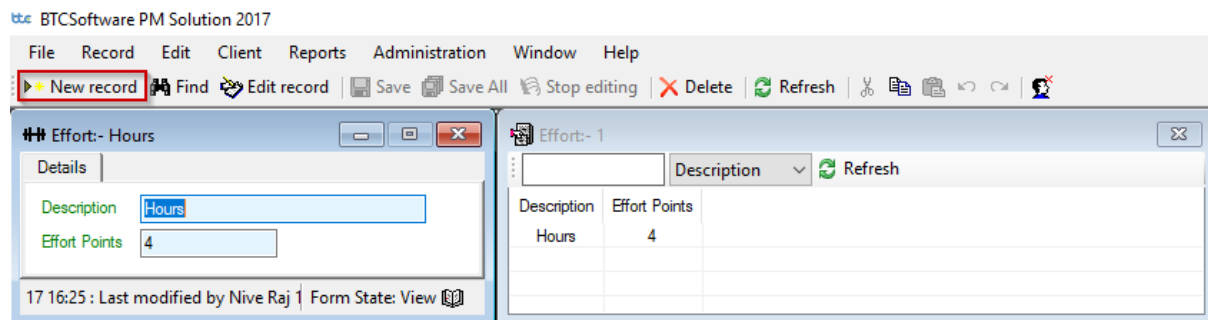 btc BTCSoftware PM Solution 2017
File Record Edit Client Reports Administration Window Help
New record Find Edit record Save Save All Stop editing Delete Refresh
Effort:- Hours
Effort:- 1
Details
Description Refresh
Description Hours
Effort Points 4
Description Effort Points
Hours 4
17 16:25 : Last modified by Nive Raj 1 Form State: View